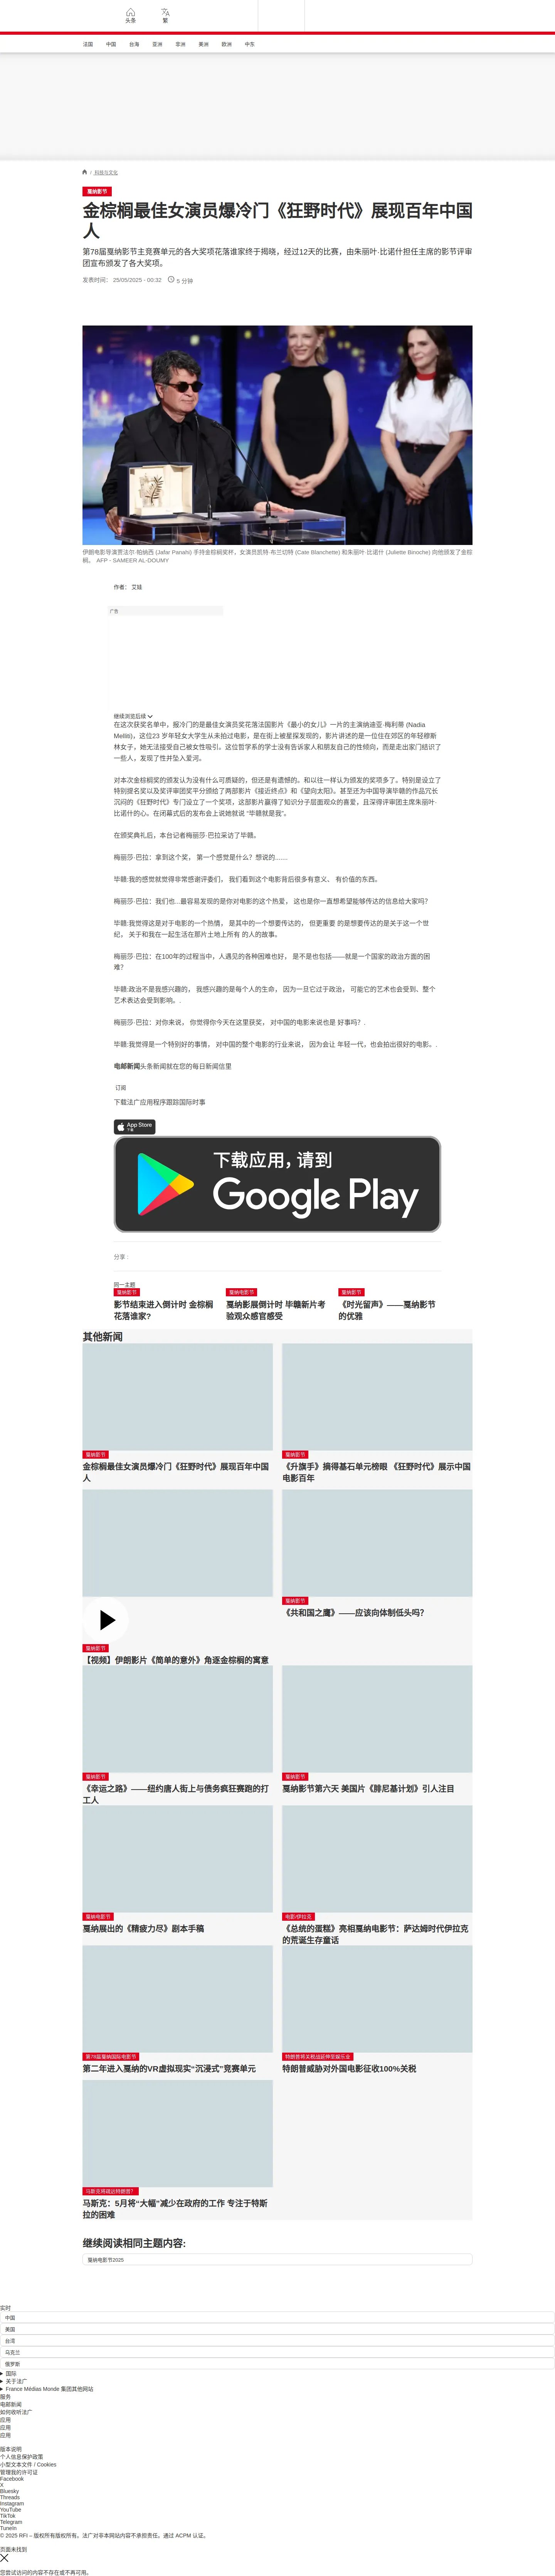 头条
繁
法国 中国 台海 亚洲 非洲 美洲 欧洲 中东
/ 科技与文化
戛纳影节
金棕榈最佳女演员爆冷门《狂野时代》展现百年中国
人
第78届戛纳影节主竞赛单元的各大奖项花落谁家终于揭晓，经过12天的比赛，由朱丽叶·比诺什担任主席的影节评审
团宣布颁发了各大奖项。
发表时间： 25/05/2025 - 00:32 5 分钟
伊朗电影导演贾法尔·帕纳西 (Jafar Panahi) 手持金棕榈奖杯，女演员凯特·布兰切特 (Cate Blanchette) 和朱丽叶·比诺什 (Juliette Binoche) 向他颁发了金棕
榈。 AFP - SAMEER AL-DOUMY
作者： 艾娃
广告
继续浏览后续
在这次获奖名单中，报冷门的是最佳女演员奖花落法国影片《最小的女儿》一片的主演纳迪亚·梅利蒂 (Nadia
Melliti)，这位23 岁年轻女大学生从未拍过电影，是在街上被星探发现的，影片讲述的是一位住在郊区的年轻穆斯
林女子，她无法接受自己被女性吸引。这位哲学系的学士没有告诉家人和朋友自己的性倾向，而是走出家门结识了
一些人，发现了性并坠入爱河。
对本次金棕榈奖的颁发认为没有什么可质疑的，但还是有遗憾的。和以往一样认为颁发的奖项多了。特别是设立了
特别提名奖以及奖评审团奖平分颁给了两部影片《接近终点》和《望向太阳》。甚至还为中国导演毕赣的作品冗长
沉闷的《狂野时代》专门设立了一个奖项，这部影片赢得了知识分子层面观众的喜爱，且深得评审团主席朱丽叶·
比诺什的心。在闭幕式后的发布会上说她就说 “毕赣就是我”。
在颁奖典礼后，本台记者梅丽莎·巴拉采访了毕赣。
梅丽莎·巴拉：拿到这个奖， 第一个感觉是什么？想说的.......
毕赣:我的感觉就觉得非常感谢评委们， 我们看到这个电影背后很多有意义、 有价值的东西。
梅丽莎·巴拉：我们也...最容易发现的是你对电影的这个热爱， 这也是你一直想希望能够传达的信息给大家吗？
毕赣:我觉得这是对于电影的一个热情， 是其中的一个想要传达的， 但更重要 的是想要传达的是关于这一个世
纪， 关于和我在一起生活在那片土地上所有 的人的故事。
梅丽莎·巴拉：在100年的过程当中，人遇见的各种困难也好， 是不是也包括——就是一个国家的政治方面的困
难？
毕赣:政治不是我感兴趣的， 我感兴趣的是每个人的生命， 因为一旦它过于政治， 可能它的艺术也会受到、整个
艺术表达会受到影响。.
梅丽莎·巴拉：对你来说， 你觉得你今天在这里获奖， 对中国的电影来说也是 好事吗？.
毕赣:我觉得是一个特别好的事情， 对中国的整个电影的行业来说， 因为会让 年轻一代，也会拍出很好的电影。.
电邮新闻头条新闻就在您的每日新闻信里
订阅
下载法广应用程序跟踪国际时事
App Store
下载
下载应用，请到
Google Play
分享：
同一主题
戛纳影节
影节结束进入倒计时 金棕榈
花落谁家?
戛纳电影节
戛纳影展倒计时 毕赣新片考
验观众感官感受
戛纳影节
《时光留声》——戛纳影节
的优雅
其他新闻
戛纳影节
金棕榈最佳女演员爆冷门《狂野时代》展现百年中国
人
戛纳影节
《升旗手》摘得基石单元榜眼 《狂野时代》展示中国
电影百年
戛纳影节
【视频】伊朗影片《简单的意外》角逐金棕榈的寓意
戛纳影节
《共和国之鹰》——应该向体制低头吗？
戛纳影节
《幸运之路》——纽约唐人街上与债务疯狂赛跑的打
工人
戛纳影节
戛纳影节第六天 美国片《腓尼基计划》引人注目
戛纳电影节
戛纳展出的《精疲力尽》剧本手稿
电影/伊拉克
《总统的蛋糕》亮相戛纳电影节：萨达姆时代伊拉克
的荒诞生存童话
第78届戛纳国际电影节
第二年进入戛纳的VR虚拟现实“沉浸式”竞赛单元
特朗普将关税战延伸至娱乐业
特朗普威胁对外国电影征收100%关税
马斯克将疏远特朗普?
马斯克：5月将“大幅”减少在政府的工作 专注于特斯
拉的困难
继续阅读相同主题内容:
戛纳电影节2025
实时
中国
美国
台湾
乌克兰
俄罗斯
国际
关于法广
France Médias Monde 集团其他网站
服务
电邮新闻
如何收听法广
应用
应用
应用
版本说明
个人信息保护政策
小型文本文件 / Cookies
管理我的许可证
Facebook
X
Bluesky
Threads
Instagram
YouTube
TikTok
Telegram
TuneIn
© 2025 RFI – 版权所有版权所有。法广对非本网站内容不承担责任。通过 ACPM 认证。
页面未找到
您尝试访问的内容不存在或不再可用。